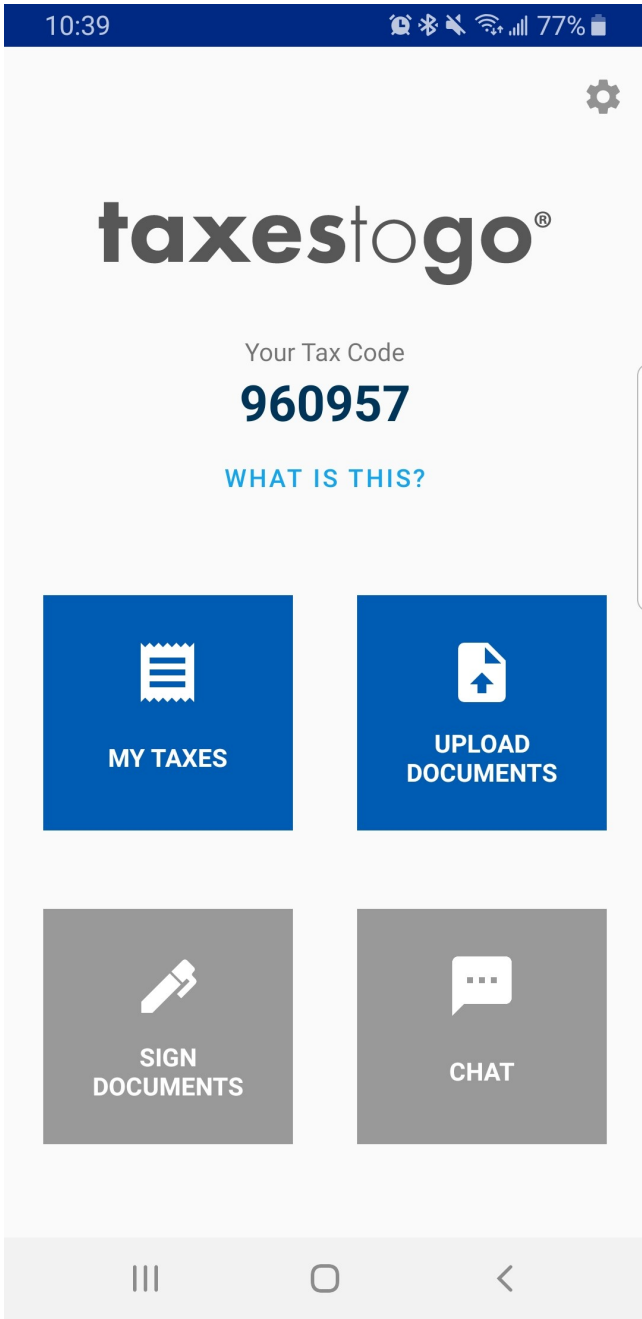 10:39 77%
taxestogo®
Your Tax Code
960957
WHAT IS THIS?
MY TAXES
UPLOAD
DOCUMENTS
SIGN
DOCUMENTS
CHAT